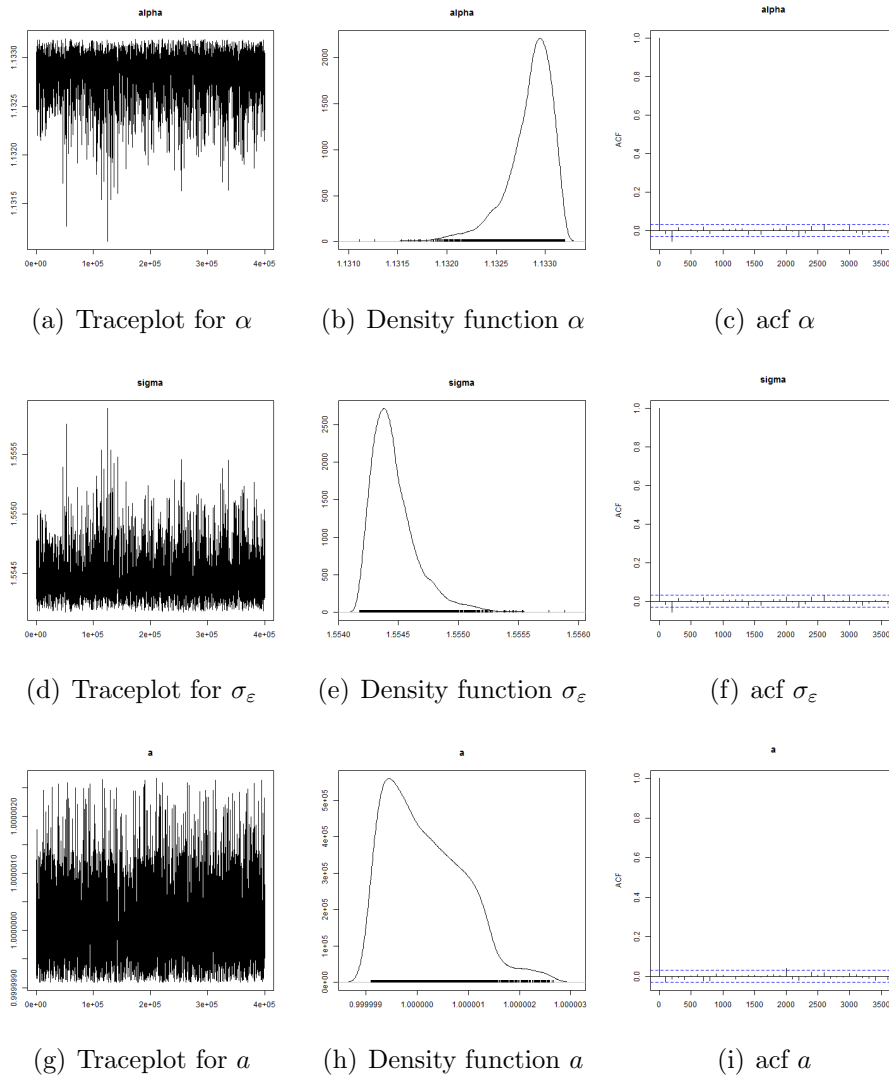 alpha
alpha
alpha
1.1315 1.1320 1.1325 1.1330
0 500 1000 1500 2000
ACF
0.0 0.2 0.4 0.6 0.8 1.0
0e+00 1e+05 2e+05 3e+05 4e+05
1.1310 1.1315 1.1320 1.1325 1.1330
0 500 1000 1500 2000 2500 3000 3500
(a) Traceplot for α
(b) Density function α
(c) acf α
sigma
sigma
sigma
1.5545 1.5550 1.5555
0 500 1000 1500 2000 2500
ACF
0.0 0.2 0.4 0.6 0.8 1.0
0e+00 1e+05 2e+05 3e+05 4e+05
1.5540 1.5545 1.5550 1.5555 1.5560
0 500 1000 1500 2000 2500 3000 3500
(d) Traceplot for σε
(e) Density function σε
(f) acf σε
a
a
a
0.9999990 1.0000000 1.0000010 1.0000020
0e+00 1e+05 2e+05 3e+05 4e+05 5e+05
ACF
0.0 0.2 0.4 0.6 0.8 1.0
0e+00 1e+05 2e+05 3e+05 4e+05
0.999999 1.000000 1.000001 1.000002 1.000003
0 500 1000 1500 2000 2500 3000 3500
(g) Traceplot for a
(h) Density function a
(i) acf a